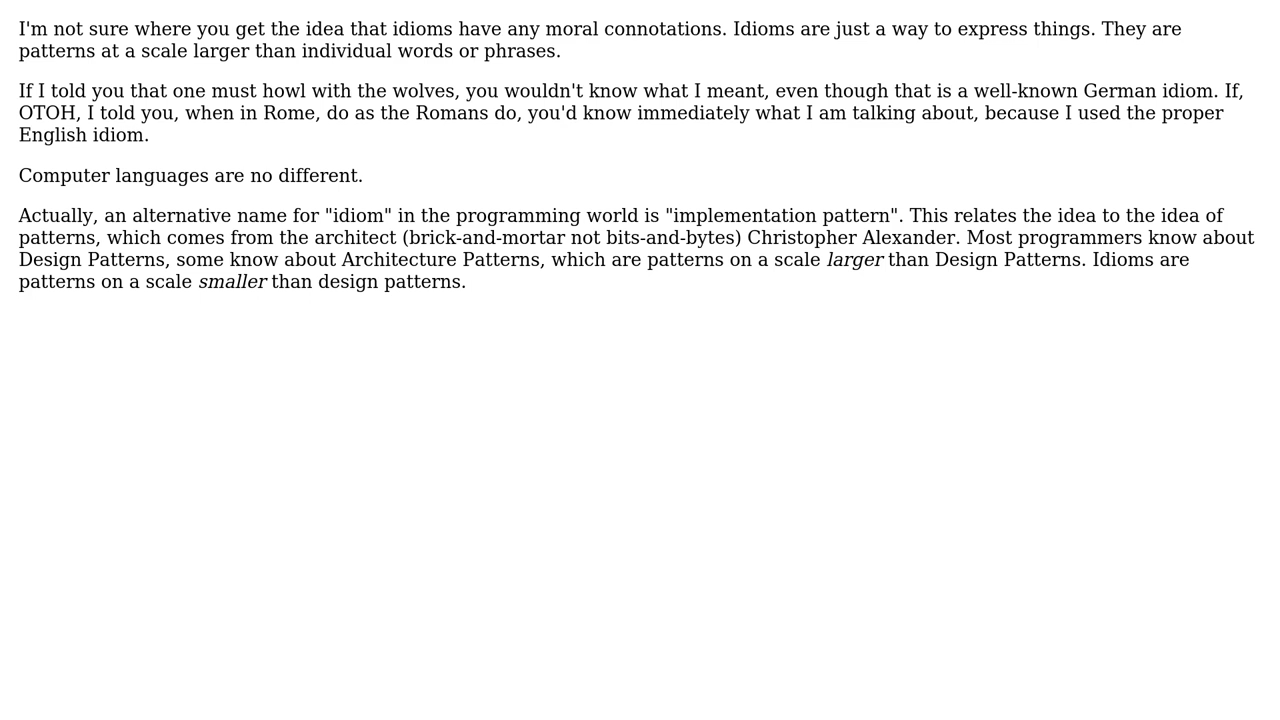 I'm not sure where you get the idea that idioms have any moral connotations. Idioms are just a way to express things. They are
patterns at a scale larger than individual words or phrases.
If I told you that one must howl with the wolves, you wouldn't know what I meant, even though that is a well-known German idiom. If,
OTOH, I told you, when in Rome, do as the Romans do, you'd know immediately what I am talking about, because I used the proper
English idiom.
Computer languages are no different.
Actually, an alternative name for "idiom" in the programming world is "implementation pattern". This relates the idea to the idea of
patterns, which comes from the architect (brick-and-mortar not bits-and-bytes) Christopher Alexander. Most programmers know about
Design Patterns, some know about Architecture Patterns, which are patterns on a scale larger than Design Patterns. Idioms are
patterns on a scale smaller than design patterns.